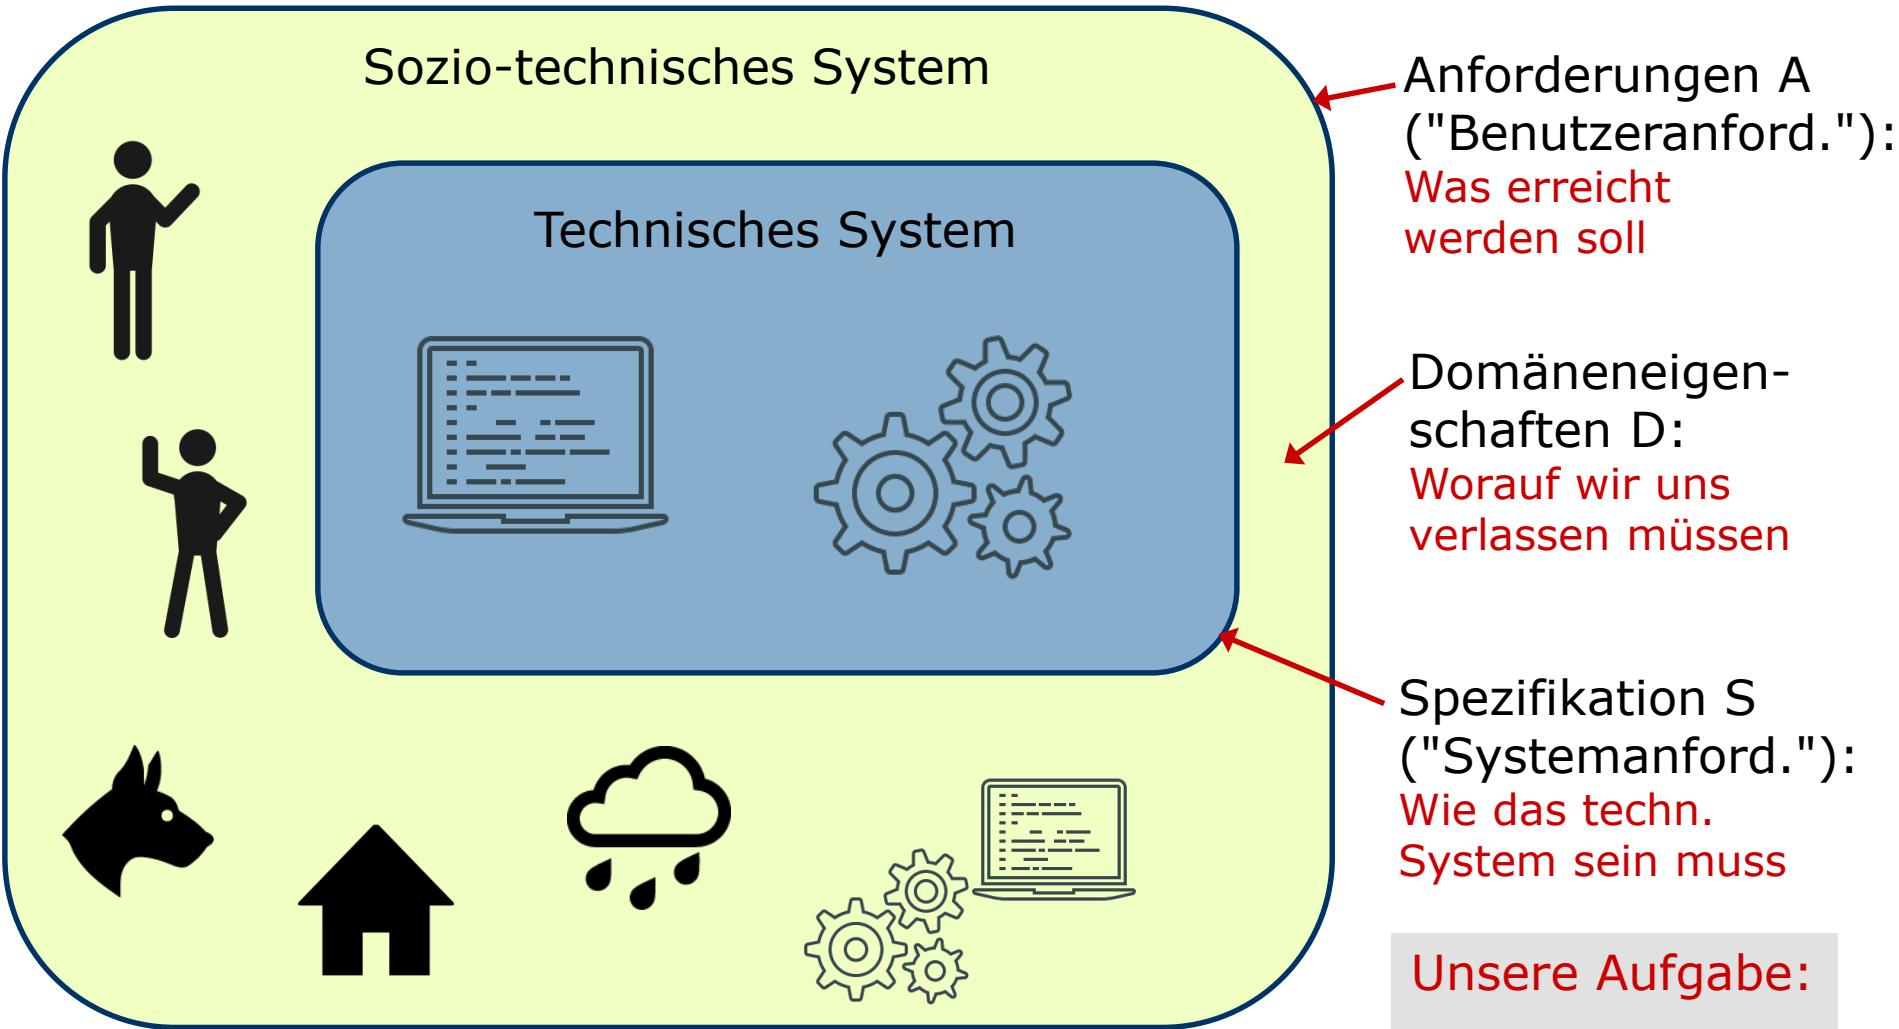 Sozio-technisches System
Technisches System
Anforderungen A
("Benutzeranford."):
Was erreicht
werden soll
Domäneneigen-
schaften D:
Worauf wir uns
verlassen müssen
Spezifikation S
("Systemanford."):
Wie das techn.
System sein muss
Unsere Aufgabe: